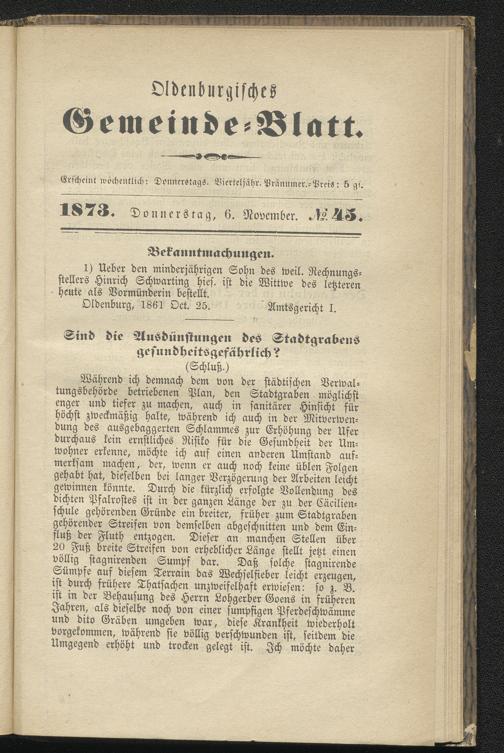 Oldenburgisches
Gemeinde-Blatt.
Erscheint wöchentlich: Donnerstags. Vierteljähr. Pränumer.-Preis: 5 gr.
1873. Donnerstag, 6. November. № 45.
Bekanntmachungen.
1) Ueber den minderjährigen Sohn des weil. Rechnungs-
stellers Hinrich Schwarting hies. ist die Wittwe des letzteren
heute als Vormünderin bestellt.
Oldenburg, 1861 Oct. 25. Amtsgericht I.
Sind die Ausdünstungen des Stadtgrabens
gesundheitsgefährlich?
(Schluß.)
Während ich demnach dem von der städtischen Verwal-
tungsbehörde betriebenen Plan, den Stadtgraben möglichst
enger und tiefer zu machen, auch in sanitärer Hinsicht für
höchst zweckmäßig halte, während ich auch in der Mitverwen-
dung des ausgebaggerten Schlammes zur Erhöhung der Ufer
durchaus kein ernstliches Risiko für die Gesundheit der Um-
wohner erkenne, möchte ich auf einen anderen Umstand auf-
merksam machen, der, wenn er auch noch keine üblen Folgen
gehabt hat, dieselben bei langer Verzögerung der Arbeiten leicht
gewinnen könnte. Durch die kürzlich erfolgte Vollendung des
dichten Pfalrostes ist in der ganzen Länge der zu der Cäcilien-
schule gehörenden Gründe ein breiter, früher zum Stadtgraben
gehörender Streifen von demselben abgeschnitten und dem Ein-
fluß der Fluth entzogen. Dieser an manchen Stellen über
20 Fuß breite Streifen von erheblicher Länge stellt jetzt einen
völlig stagnirenden Sumpf dar. Daß solche stagnirende
Sümpfe auf diesem Terrain das Wechselfieber leicht erzeugen,
ist durch frühere Thatsachen unzweifelhaft erwiesen: so z. B.
ist in der Behausung des Herrn Lohgerber Goens in früheren
Jahren, als dieselbe noch von einer sumpfigen Pferdeschwämme
und dito Gräben umgeben war, diese Krankheit wiederholt
vorgekommen, während sie völlig verschwunden ist, seitdem die
Umgegend erhöht und trocken gelegt ist. Ich möchte daher